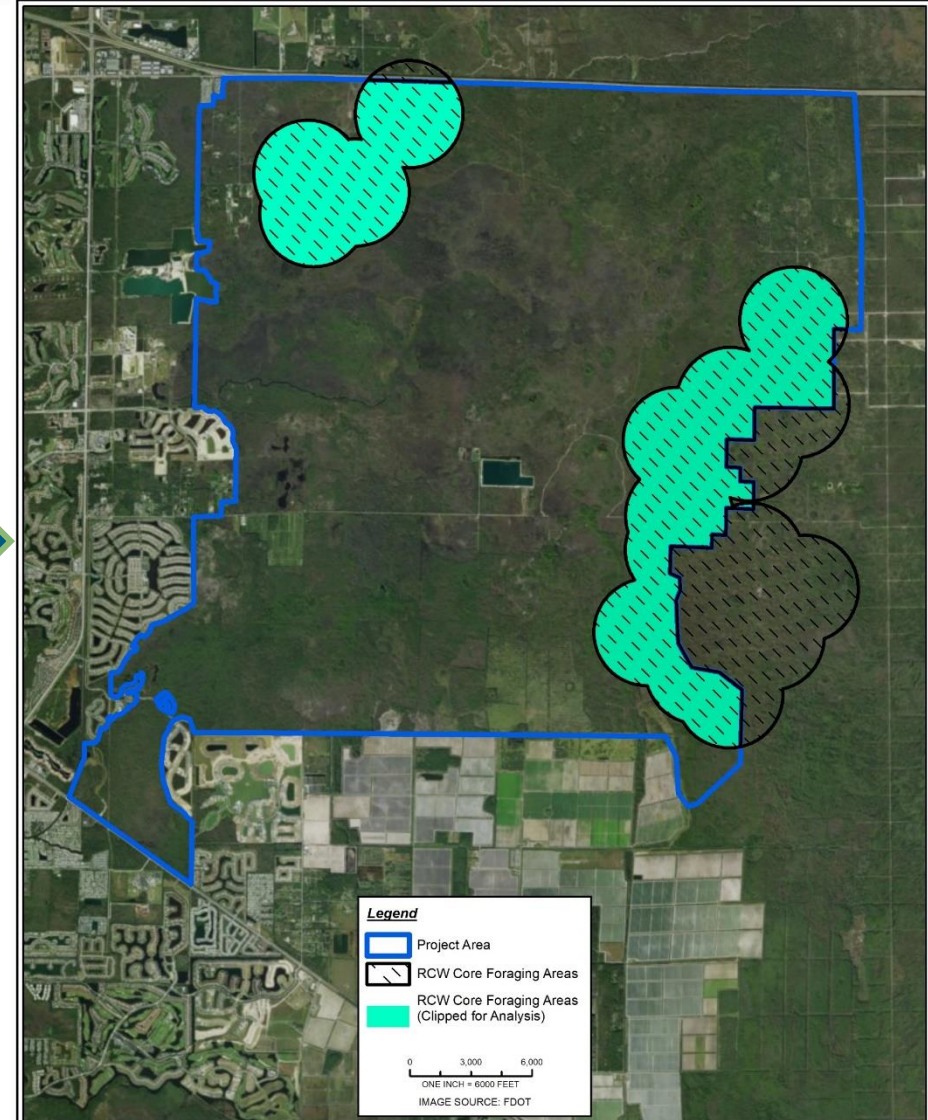 Legend
Project Area
RCW Core Foraging Areas
RCW Core Foraging Areas
(Clipped for Analysis)
0 3,000 6,000
ONE INCH = 6000 FEET
IMAGE SOURCE: FDOT